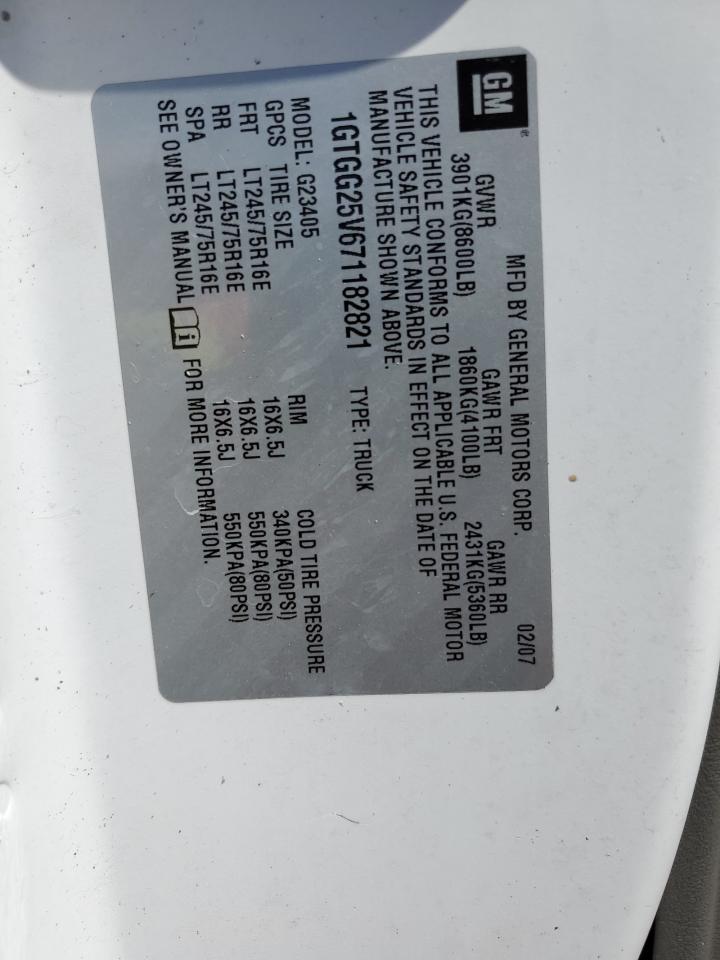 GM ®
MFD BY GENERAL MOTORS CORP. 02/07
GVWR GAWR FRT GAWR RR
3901KG(8600LB) 1860KG(4100LB) 2431KG(5360LB)
THIS VEHICLE CONFORMS TO ALL APPLICABLE U.S. FEDERAL MOTOR
VEHICLE SAFETY STANDARDS IN EFFECT ON THE DATE OF
MANUFACTURE SHOWN ABOVE.
1GTGG25V671182821 TYPE: TRUCK
MODEL: G23405
GPCS TIRE SIZE RIM COLD TIRE PRESSURE
FRT LT245/75R16E 16X6.5J 340KPA(50PSI)
RR LT245/75R16E 16X6.5J 550KPA(80PSI)
SPA LT245/75R16E 16X6.5J 550KPA(80PSI)
SEE OWNER'S MANUAL i FOR MORE INFORMATION.